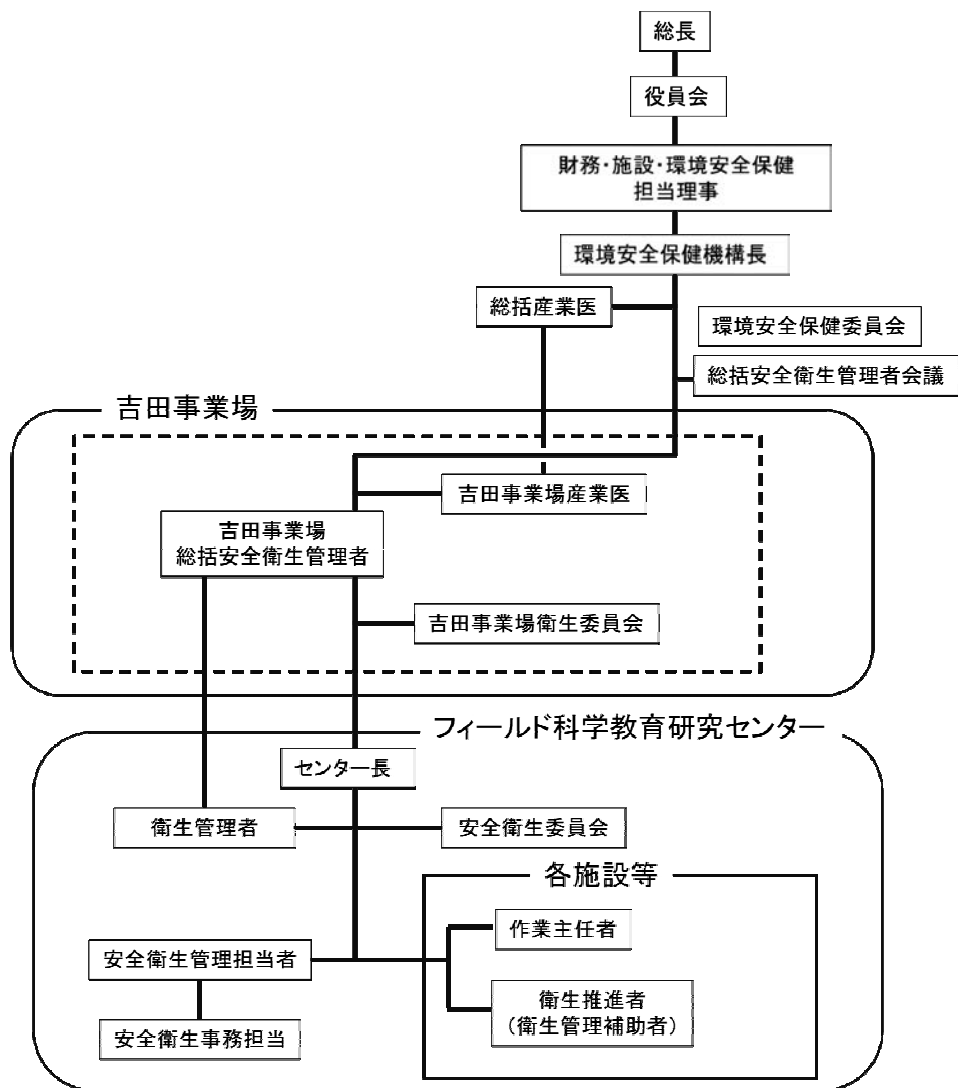 総長
役員会
財務・施設・環境安全保健
担当理事
環境安全保健機構長
総括産業医
環境安全保健委員会
総括安全衛生管理者会議
吉田事業場
吉田事業場産業医
吉田事業場
総括安全衛生管理者
吉田事業場衛生委員会
フィールド科学教育研究センター
センター長
衛生管理者
安全衛生委員会
各施設等
作業主任者
安全衛生管理担当者
衛生推進者
（衛生管理補助者）
安全衛生事務担当